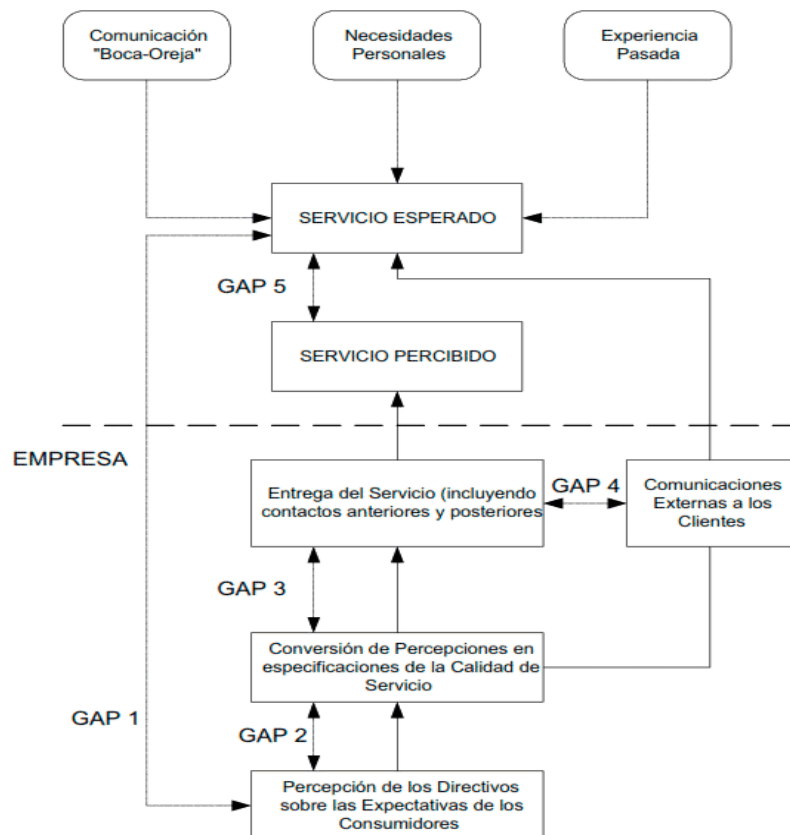 Comunicación
"Boca-Oreja"
Necesidades
Personales
Experiencia
Pasada
SERVICIO ESPERADO
GAP 5
SERVICIO PERCIBIDO
EMPRESA
Entrega del Servicio (incluyendo
contactos anteriores y posteriores
GAP 4
Comunicaciones
Externas a los
Clientes
GAP 3
Conversión de Percepciones en
especificaciones de la Calidad de
Servicio
GAP 1
GAP 2
Percepción de los Directivos
sobre las Expectativas de los
Consumidores